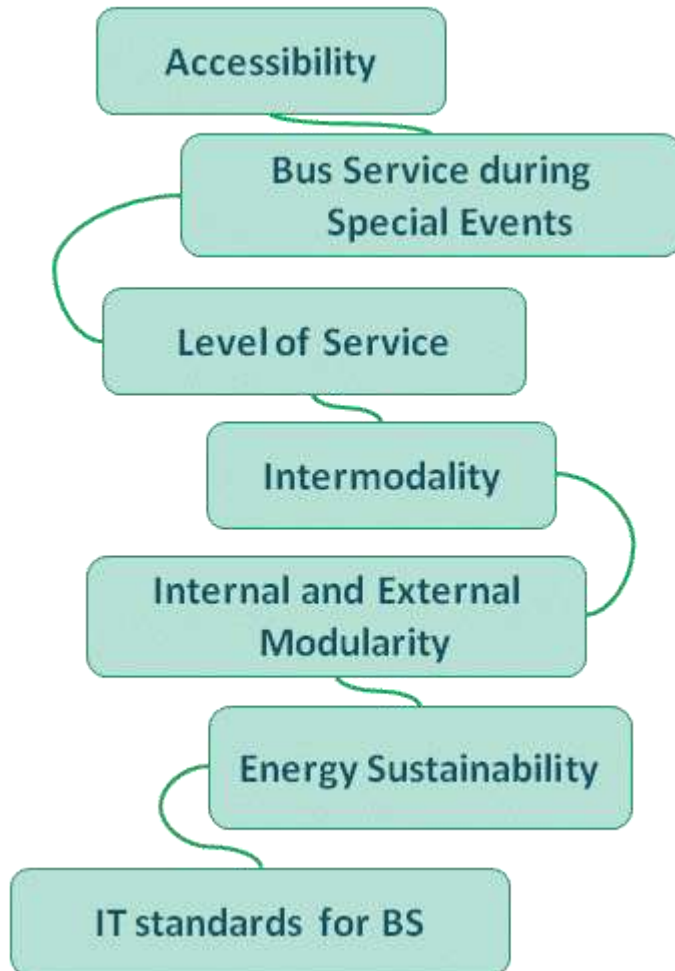 Accessibility
Bus Service during
Special Events
Level of Service
Intermodality
Internal and External
Modularity
Energy Sustainability
IT standards for BS